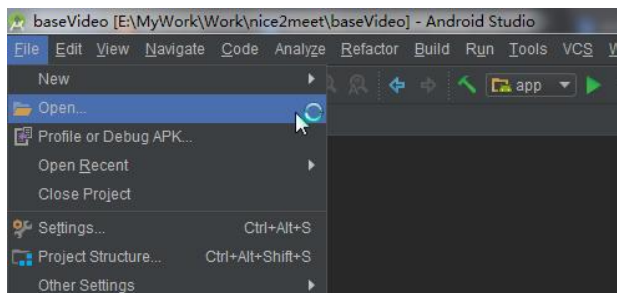 baseVideo [E:\MyWork\Work\nice2meet\baseVideo] - Android Studio
File Edit View Navigate Code Analyze Refactor Build Run Tools VCS
New
app
Open...
Profile or Debug APK...
Open Recent
Close Project
Settings... Ctrl+Alt+S
Project Structure... Ctrl+Alt+Shift+S
Other Settings